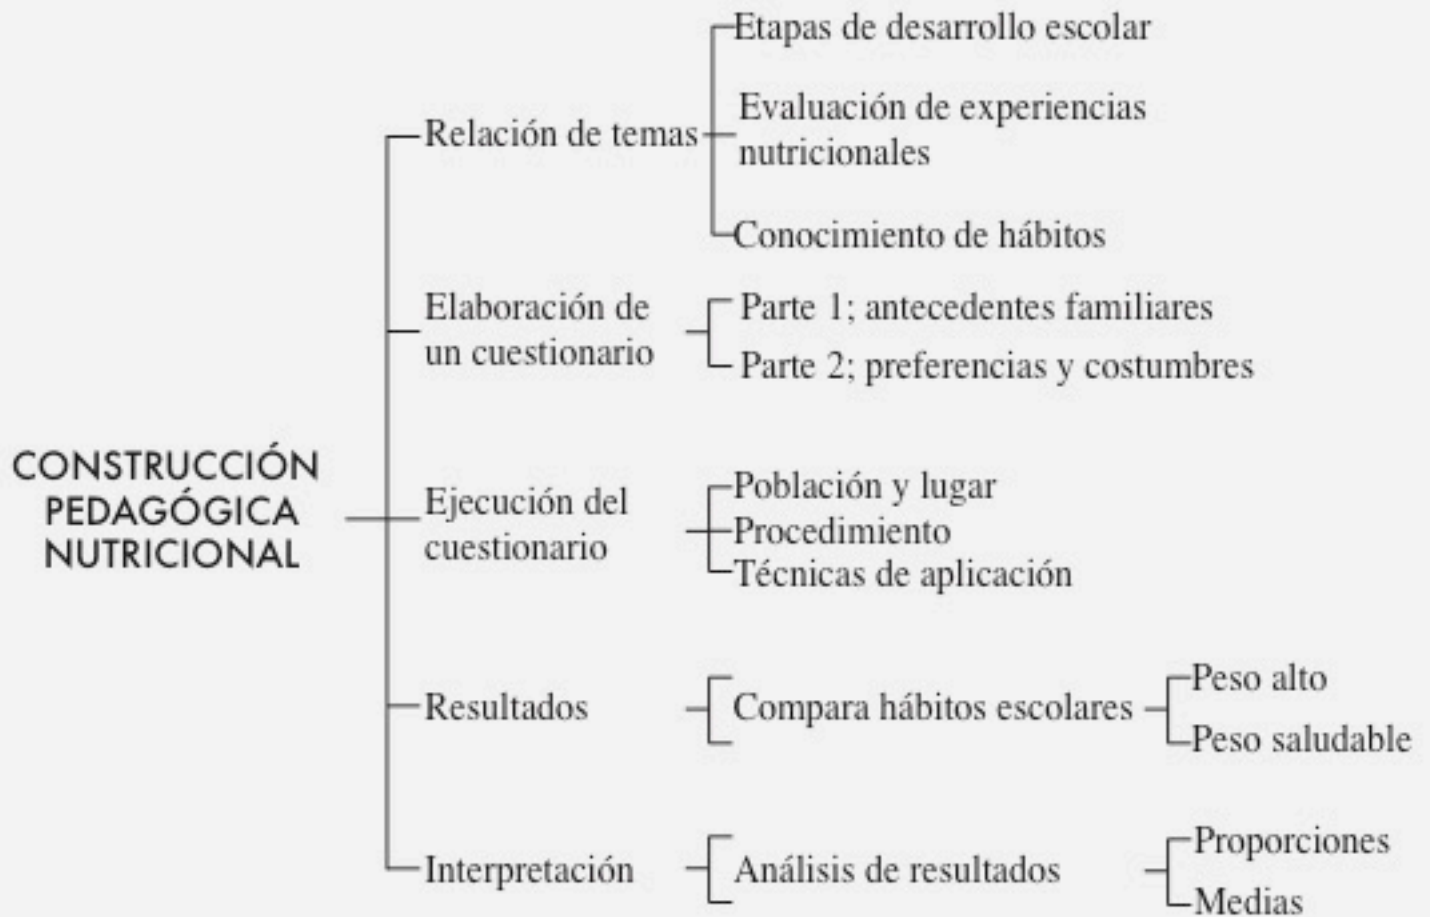 CONSTRUCCIÓN
PEDAGÓGICA
NUTRICIONAL
Relación de temas
Etapas de desarrollo escolar
Evaluación de experiencias
nutricionales
Conocimiento de hábitos
Elaboración de
un cuestionario
Parte 1; antecedentes familiares
Parte 2; preferencias y costumbres
Ejecución del
cuestionario
Población y lugar
Procedimiento
Técnicas de aplicación
Resultados
Compara hábitos escolares
Peso alto
Peso saludable
Interpretación
Análisis de resultados
Proporciones
Medias